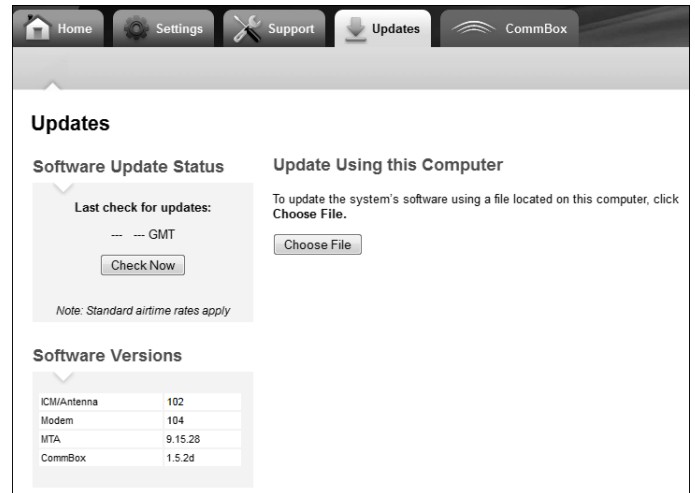 Home Settings Support Updates CommBox
Updates
Software Update Status
Last check for updates:
--- --- GMT
Check Now
Note: Standard airtime rates apply
Update Using this Computer
To update the system's software using a file located on this computer, click
Choose File.
Choose File
Software Versions
ICM/Antenna 102
Modem 104
MTA 9.15.28
CommBox 1.5.2d